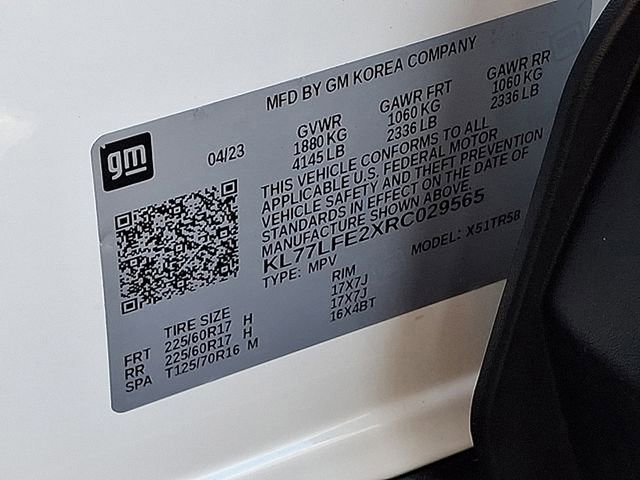 MFD BY GM KOREA COMPANY
gm
04/23
GVWR
1880 KG
4145 LB
GAWR FRT
1060 KG
2336 LB
GAWR RR
1060 KG
2336 LB
THIS VEHICLE CONFORMS TO ALL
APPLICABLE U.S. FEDERAL MOTOR
VEHICLE SAFETY AND THEFT PREVENTION
STANDARDS IN EFFECT ON THE DATE OF
MANUFACTURE SHOWN ABOVE.
KL77LFE2XRC029565
TYPE: MPV
MODEL: X51TR58
TIRE SIZE RIM
FRT 225/60R17 H 17X7J
RR 225/60R17 H 17X7J
SPA T125/70R16 M 16X4BT